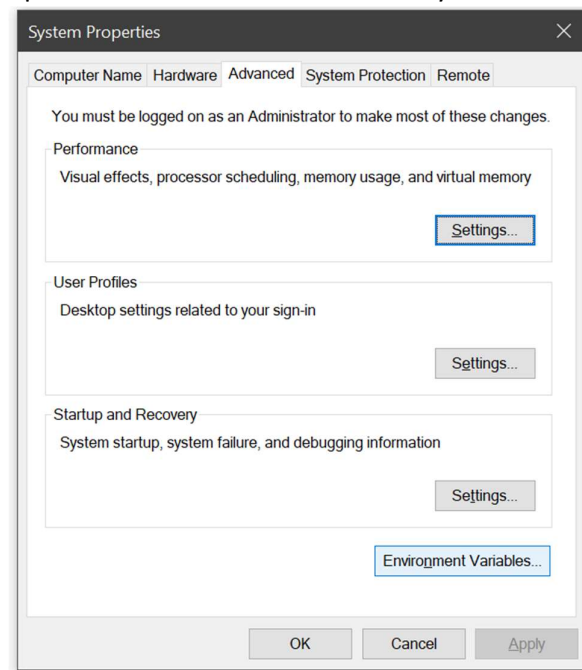 System Properties
Computer Name Hardware Advanced System Protection Remote
You must be logged on as an Administrator to make most of these changes.
Performance
Visual effects, processor scheduling, memory usage, and virtual memory
Settings...
User Profiles
Desktop settings related to your sign-in
Settings...
Startup and Recovery
System startup, system failure, and debugging information
Settings...
Environment Variables...
OK Cancel Apply